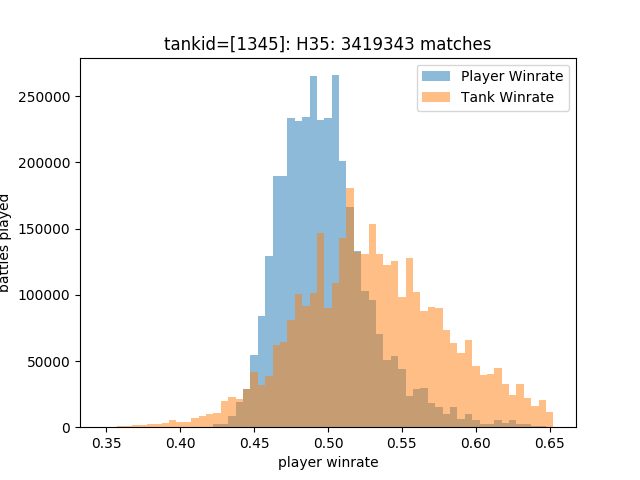 tankid=[1345]: H35: 3419343 matches
Player Winrate
Tank Winrate
250000
200000
150000
100000
50000
0
battles played
0.35 0.40 0.45 0.50 0.55 0.60 0.65
player winrate